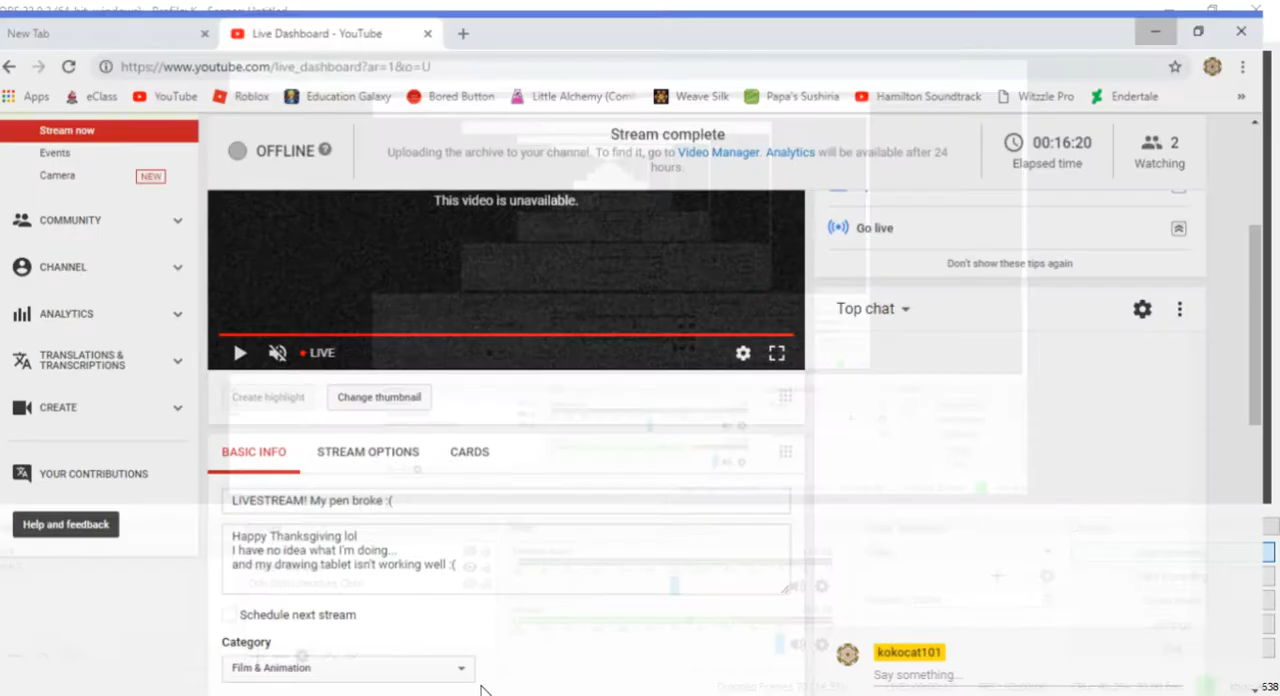 New Tab
Live Dashboard - YouTube
https://www.youtube.com/live_dashboard?ar=1&o=U
Apps eClass YouTube Roblox Education Galaxy Bored Button Little Alchemy (Com Weave Silk Papa's Sushiria Hamilton Soundtrack Witzzle Pro Endertale »
Stream now
Events
Camera NEW
COMMUNITY
CHANNEL
ANALYTICS
TRANSLATIONS &
TRANSCRIPTIONS
CREATE
YOUR CONTRIBUTIONS
Help and feedback
OFFLINE
Stream complete
Uploading the archive to your channel. To find it, go to Video Manager. Analytics will be available after 24
hours.
00:16:20
Elapsed time
2
Watching
This video is unavailable.
LIVE
Create highlight Change thumbnail
BASIC INFO STREAM OPTIONS CARDS
LIVESTREAM! My pen broke :(
Happy Thanksgiving lol
I have no idea what I'm doing...
and my drawing tablet isn't working well :(
Schedule next stream
Category
Film & Animation
Go live
Don't show these tips again
Top chat
kokocat101
Say something...
538